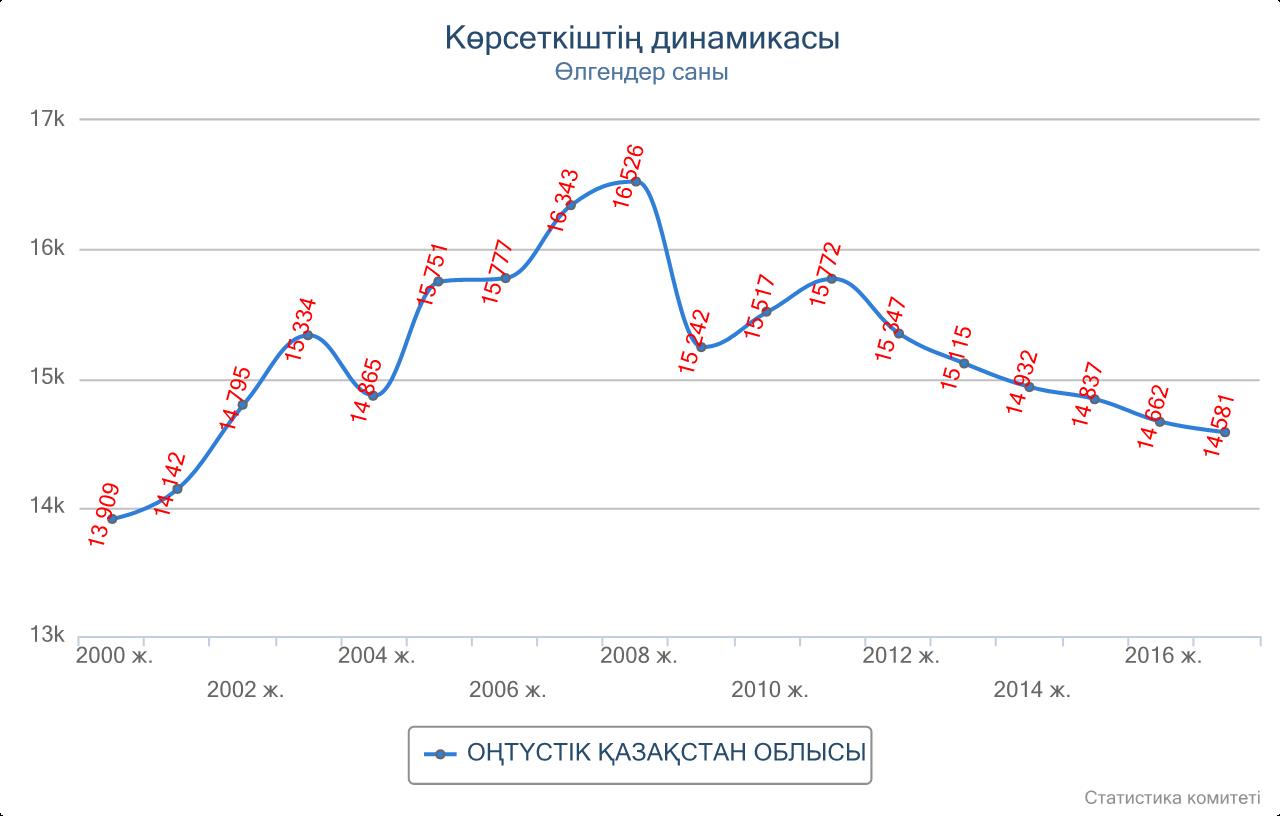 Көрсеткіштің динамикасы
Өлгендер саны
17k
16k
15k
14k
13k
13 909
14 142
14 795
15 334
14 865
15 751
15 777
16 343
16 526
15 242
15 517
15 772
15 347
15 115
14 932
14 837
14 662
14 581
2000 ж.
2004 ж.
2008 ж.
2012 ж.
2016 ж.
2002 ж.
2006 ж.
2010 ж.
2014 ж.
ОҢТҮСТІК ҚАЗАҚСТАН ОБЛЫСЫ
Статистика комитеті